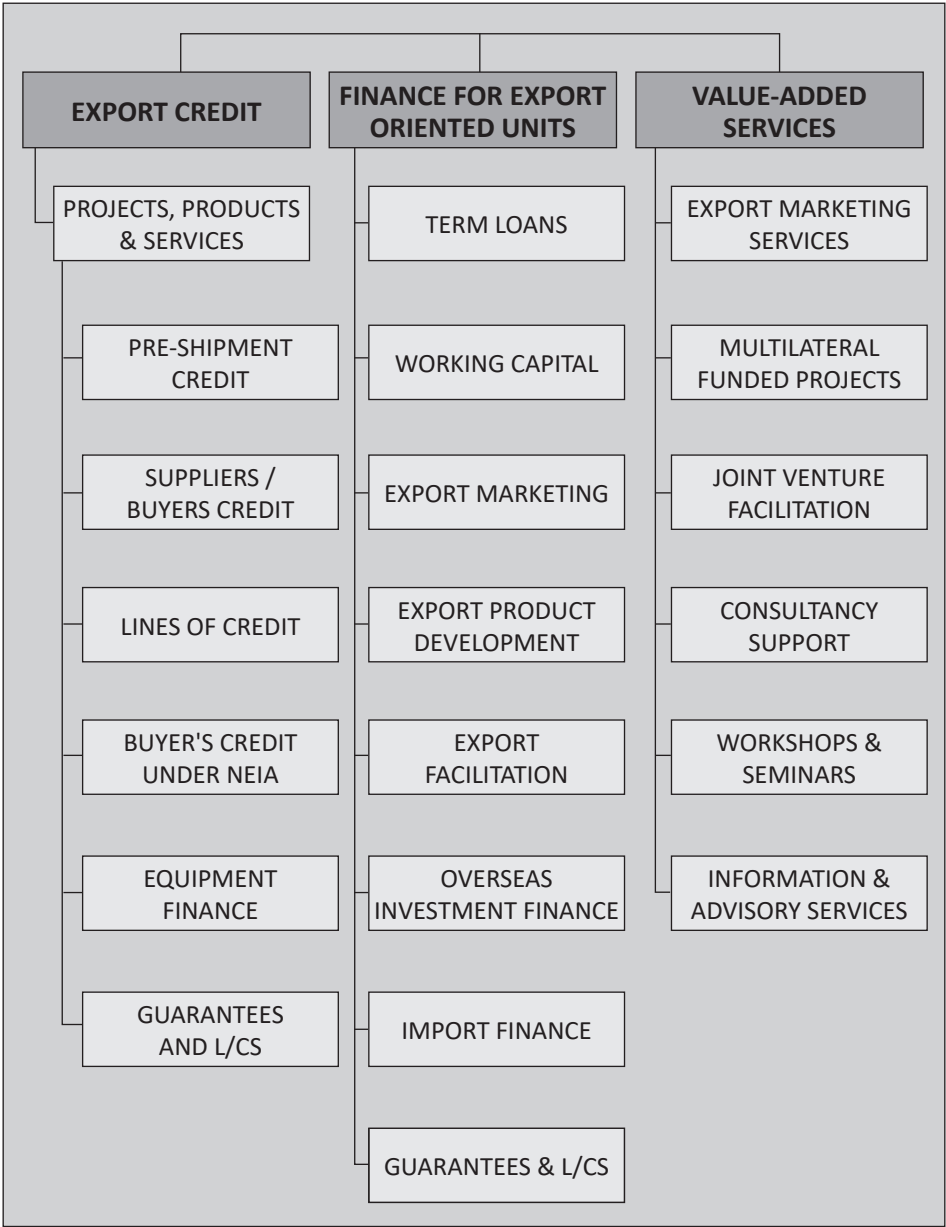 EXPORT CREDIT
PROJECTS, PRODUCTS
& SERVICES
PRE-SHIPMENT
CREDIT
SUPPLIERS /
BUYERS CREDIT
LINES OF CREDIT
BUYER'S CREDIT
UNDER NEIA
EQUIPMENT
FINANCE
GUARANTEES
AND L/CS
FINANCE FOR EXPORT
ORIENTED UNITS
TERM LOANS
WORKING CAPITAL
EXPORT MARKETING
EXPORT PRODUCT
DEVELOPMENT
EXPORT
FACILITATION
OVERSEAS
INVESTMENT FINANCE
IMPORT FINANCE
GUARANTEES & L/CS
VALUE-ADDED
SERVICES
EXPORT MARKETING
SERVICES
MULTILATERAL
FUNDED PROJECTS
JOINT VENTURE
FACILITATION
CONSULTANCY
SUPPORT
WORKSHOPS &
SEMINARS
INFORMATION &
ADVISORY SERVICES